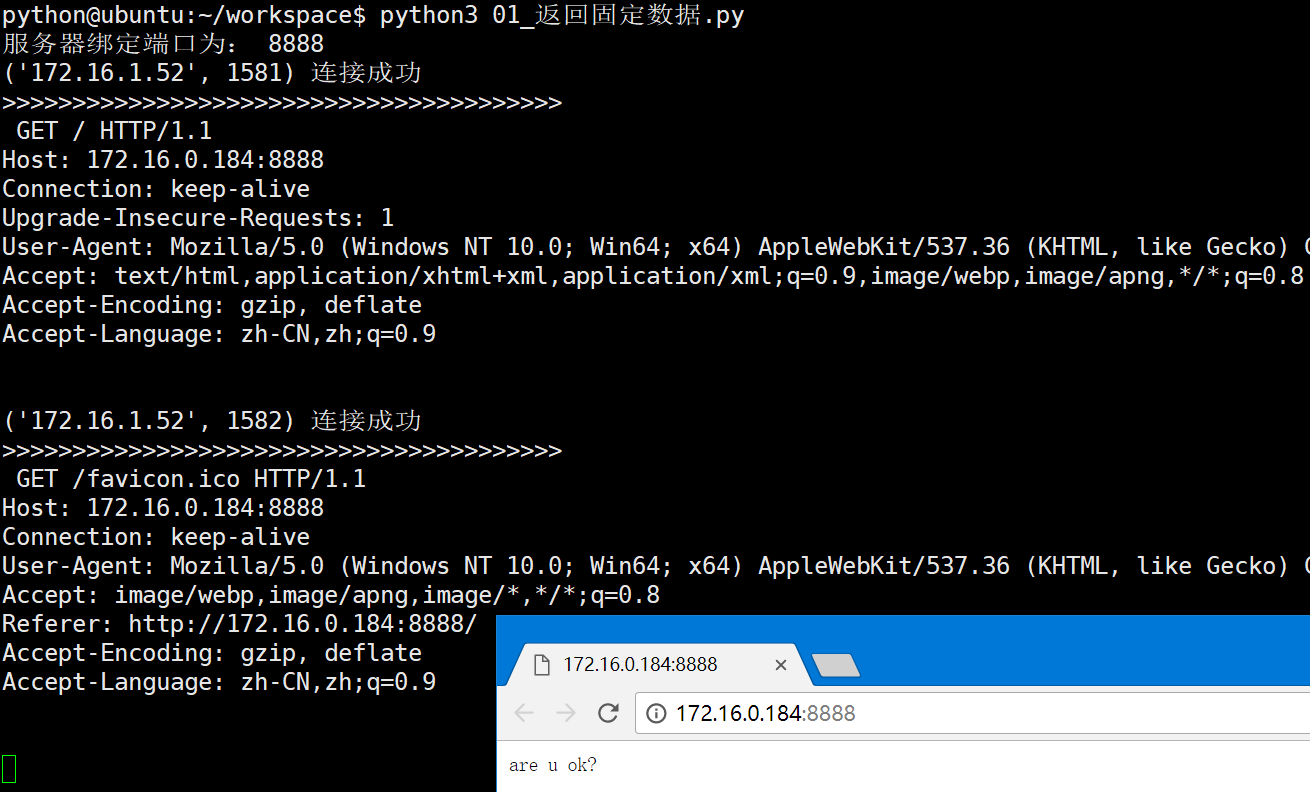 python@ubuntu:~/workspace$ python3 01_返回固定数据.py
服务器绑定端口为： 8888
('172.16.1.52', 1581) 连接成功
>>>>>>>>>>>>>>>>>>>>>>>>>>>>>>>>>>>>>>>>
GET / HTTP/1.1
Host: 172.16.0.184:8888
Connection: keep-alive
Upgrade-Insecure-Requests: 1
User-Agent: Mozilla/5.0 (Windows NT 10.0; Win64; x64) AppleWebKit/537.36 (KHTML, like Gecko)
Accept: text/html,application/xhtml+xml,application/xml;q=0.9,image/webp,image/apng,*/*;q=0.8
Accept-Encoding: gzip, deflate
Accept-Language: zh-CN,zh;q=0.9
('172.16.1.52', 1582) 连接成功
>>>>>>>>>>>>>>>>>>>>>>>>>>>>>>>>>>>>>>>>
GET /favicon.ico HTTP/1.1
Host: 172.16.0.184:8888
Connection: keep-alive
User-Agent: Mozilla/5.0 (Windows NT 10.0; Win64; x64) AppleWebKit/537.36 (KHTML, like Gecko)
Accept: image/webp,image/apng,image/*,*/*;q=0.8
Referer: http://172.16.0.184:8888/
Accept-Encoding: gzip, deflate
Accept-Language: zh-CN,zh;q=0.9
172.16.0.184:8888
172.16.0.184:8888
are u ok?